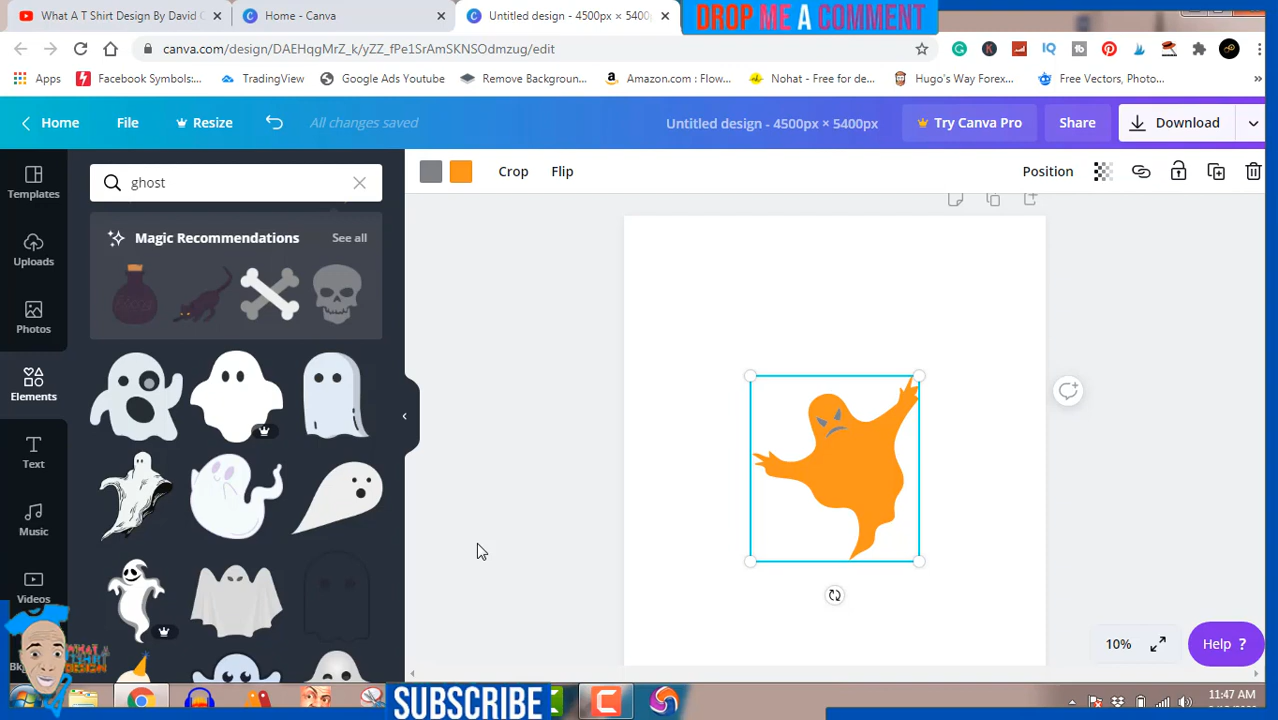 What A T Shirt Design By David
Home - Canva
Untitled design - 4500px × 5400
DROP ME A COMMENT
canva.com/design/DAEHqgMrZ_k/yZZ_fPe1SrAmSKNSOdmzug/edit
Apps
Facebook Symbols:...
TradingView
Google Ads Youtube
Remove Backgroun...
Amazon.com : Flow...
Nohat - Free for de...
Hugo's Way Forex...
Free Vectors, Photo...
Home
File
Resize
All changes saved
Untitled design - 4500px × 5400px
Try Canva Pro
Share
Download
Templates
ghost
Crop
Flip
Position
Magic Recommendations
See all
Uploads
Photos
Elements
Text
Music
Videos
WHAT A
T SHIRT
DESIGN
10%
Help ?
SUBSCRIBE
11:47 AM